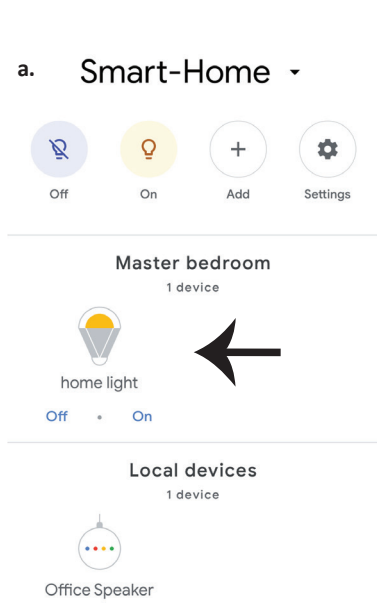 a. Smart-Home
Off On Add Settings
Master bedroom
1 device
home light
Off • On
Local devices
1 device
Office Speaker